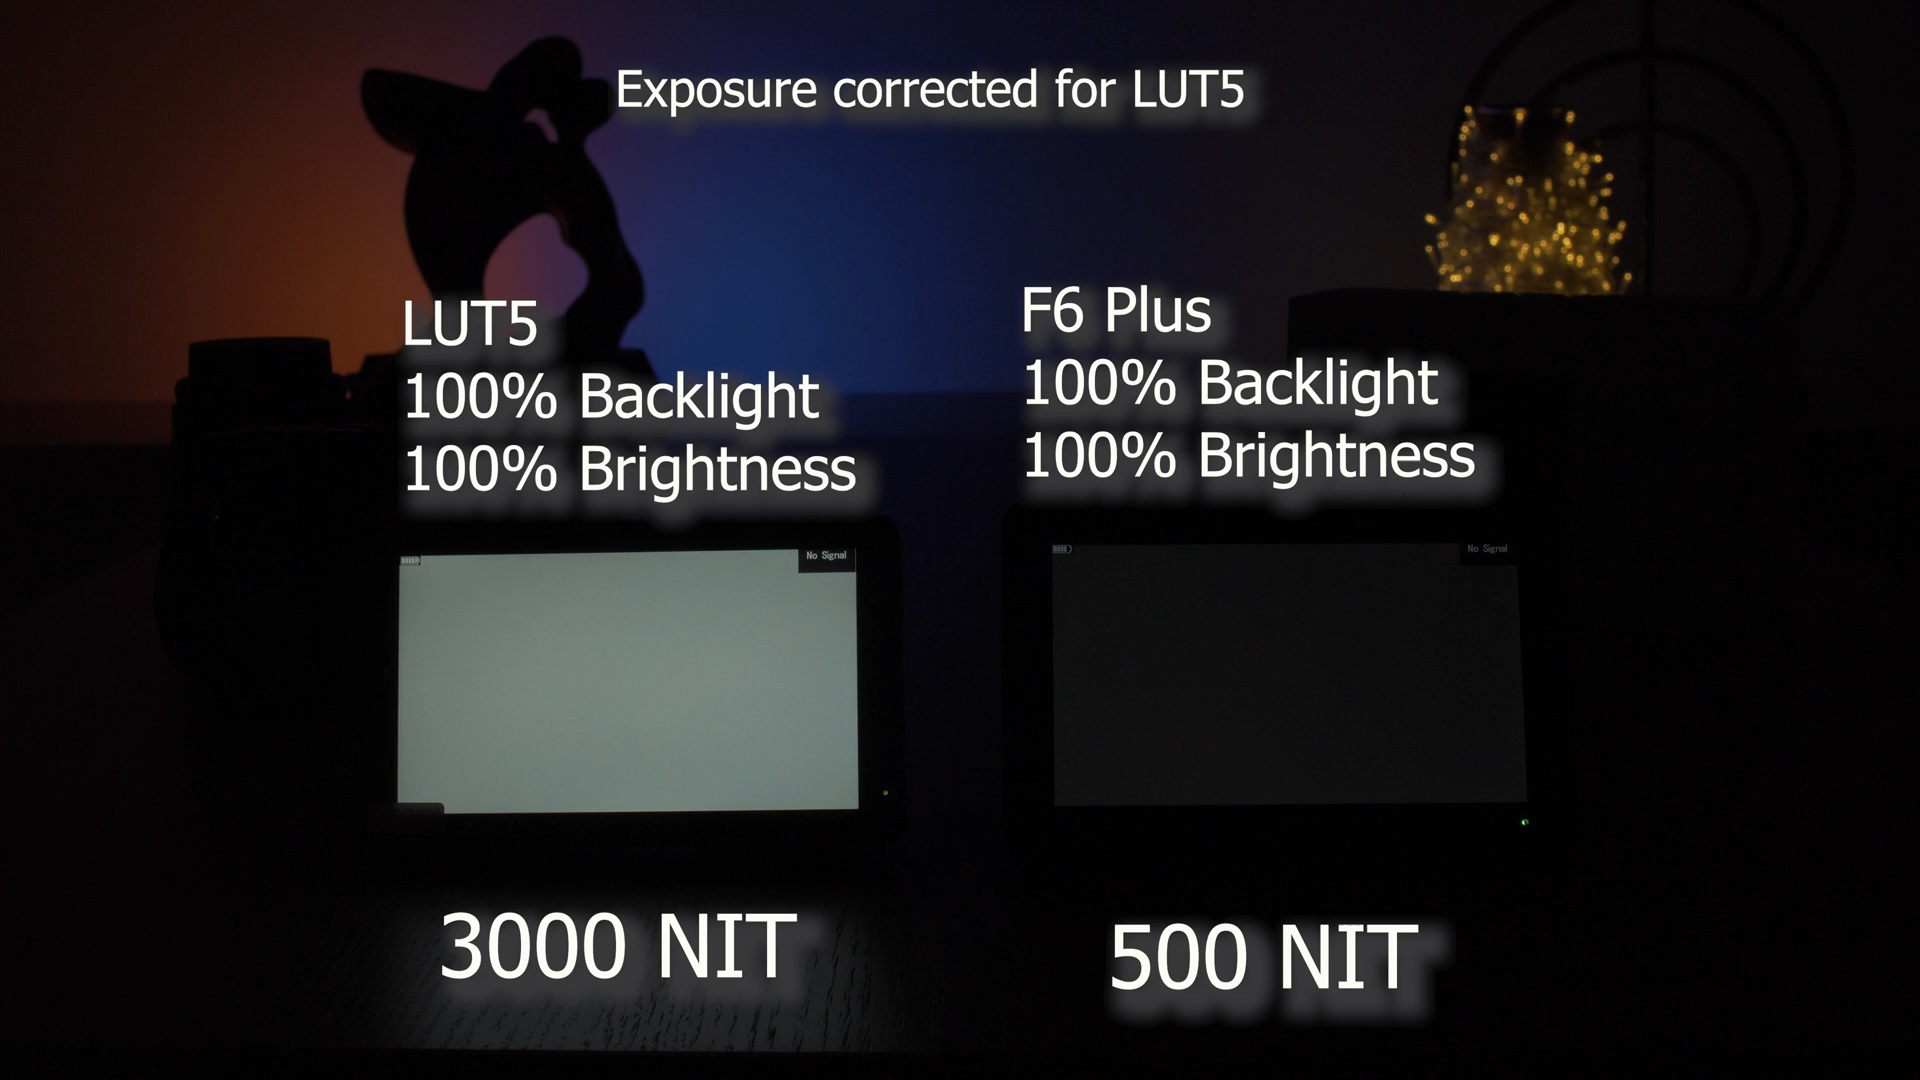 Exposure corrected for LUT5
LUT5
100% Backlight
100% Brightness
F6 Plus
100% Backlight
100% Brightness
No Signal
No Signal
3000 NIT
500 NIT